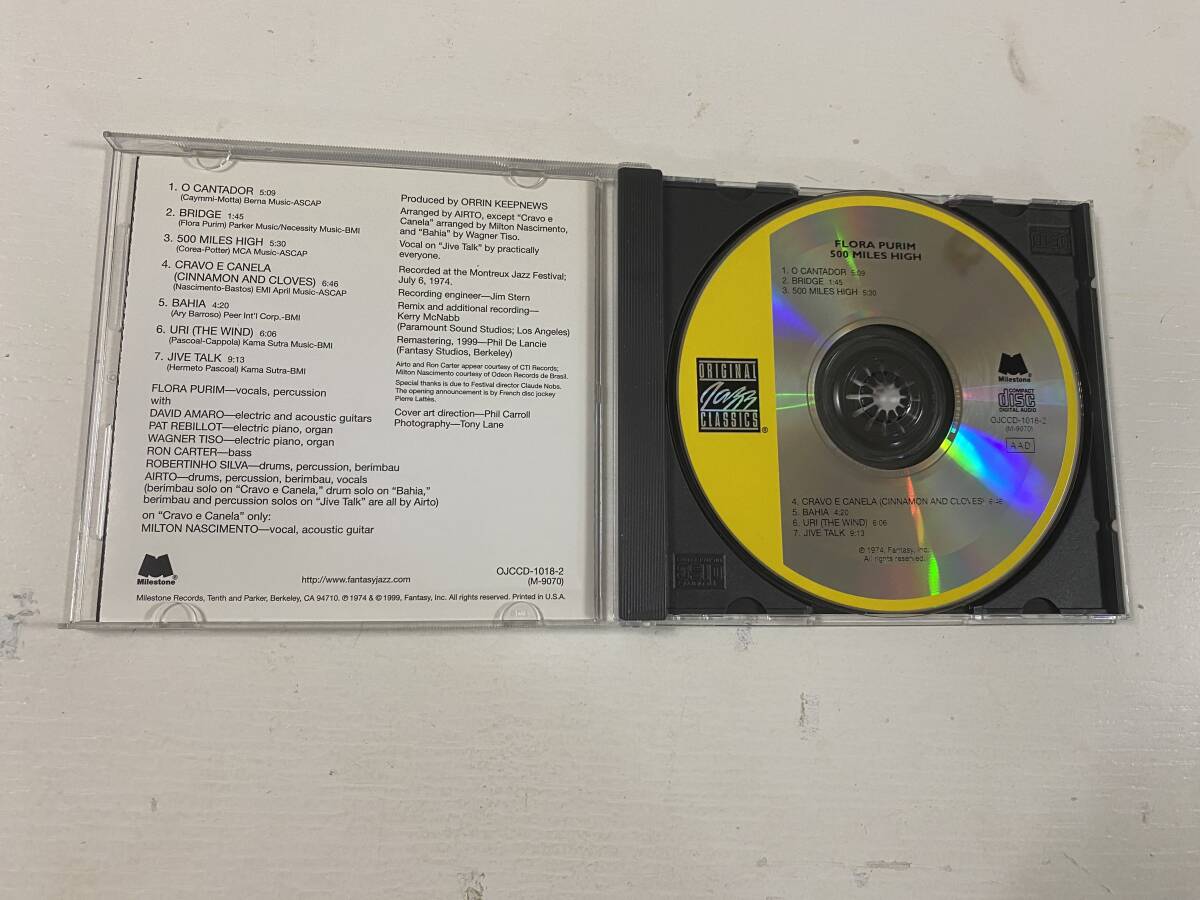 1. O CANTADOR 5:09
(Caymmi-Motta) Berna Music-ASCAP
2. BRIDGE 1:45
(Flora Purim) Parker Music/Necessity Music-BMI
3. 500 MILES HIGH 5:30
(Corea-Potter) MCA Music-ASCAP
4. CRAVO E CANELA
(CINNAMON AND CLOVES) 6:46
(Nascimento-Bastos) EMI April Music-ASCAP
5. BAHIA 4:20
(Ary Barroso) Peer Int'l Corp.-BMI
6. URI (THE WIND) 6:06
(Pascoal-Cappola) Kama Sutra Music-BMI
7. JIVE TALK 9:13
(Hermeto Pascoal) Kama Sutra-BMI
FLORA PURIM—vocals, percussion
with
DAVID AMARO—electric and acoustic guitars
PAT REBILLOT—electric piano, organ
WAGNER TISO—electric piano, organ
RON CARTER—bass
ROBERTINHO SILVA—drums, percussion, berimbau
AIRTO—drums, percussion, berimbau, vocals
(berimbau solo on "Cravo e Canela," drum solo on "Bahia,"
berimbau and percussion solos on "Jive Talk" are all by Airto)
on "Cravo e Canela" only:
MILTON NASCIMENTO—vocal, acoustic guitar
Produced by ORRIN KEEPNEWS
Arranged by AIRTO, except "Cravo e
Canela" arranged by Milton Nascimento,
and "Bahia" by Wagner Tiso.
Vocal on "Jive Talk" by practically
everyone.
Recorded at the Montreux Jazz Festival;
July 6, 1974.
Recording engineer—Jim Stern
Remix and additional recording—
Kerry McNabb
(Paramount Sound Studios; Los Angeles)
Remastering, 1999—Phil De Lancie
(Fantasy Studios, Berkeley)
Airto and Ron Carter appear courtesy of CTI Records;
Milton Nascimento courtesy of Odeon Records de Brasil.
Special thanks is due to Festival director Claude Nobs.
The opening announcement is by French disc jockey
Pierre Lattès.
Cover art direction—Phil Carroll
Photography—Tony Lane
Milestone®
http://www.fantasyjazz.com
OJCCD-1018-2
(M-9070)
Milestone Records, Tenth and Parker, Berkeley, CA 94710. ℗ 1974 & © 1999, Fantasy, Inc. All rights reserved. Printed in U.S.A.
FLORA PURIM
500 MILES HIGH
1. O CANTADOR 5:09
2. BRIDGE 1:45
3. 500 MILES HIGH 5:30
ORIGINAL
Jazz
CLASSICS®
Milestone®
COMPACT
disc
DIGITAL AUDIO
OJCCD-1018-2
(M-9070)
AAD
4. CRAVO E CANELA (CINNAMON AND CLOVES) 6:46
5. BAHIA 4:20
6. URI (THE WIND) 6:06
7. JIVE TALK 9:13
℗ 1974, Fantasy, Inc.
All rights reserved.